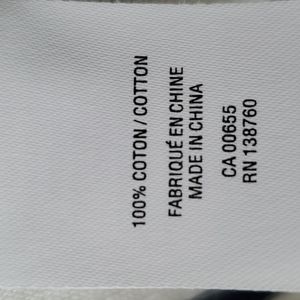 100% COTON / COTTON
FABRIQUÉ EN CHINE
MADE IN CHINA
CA 00655
RN 138760